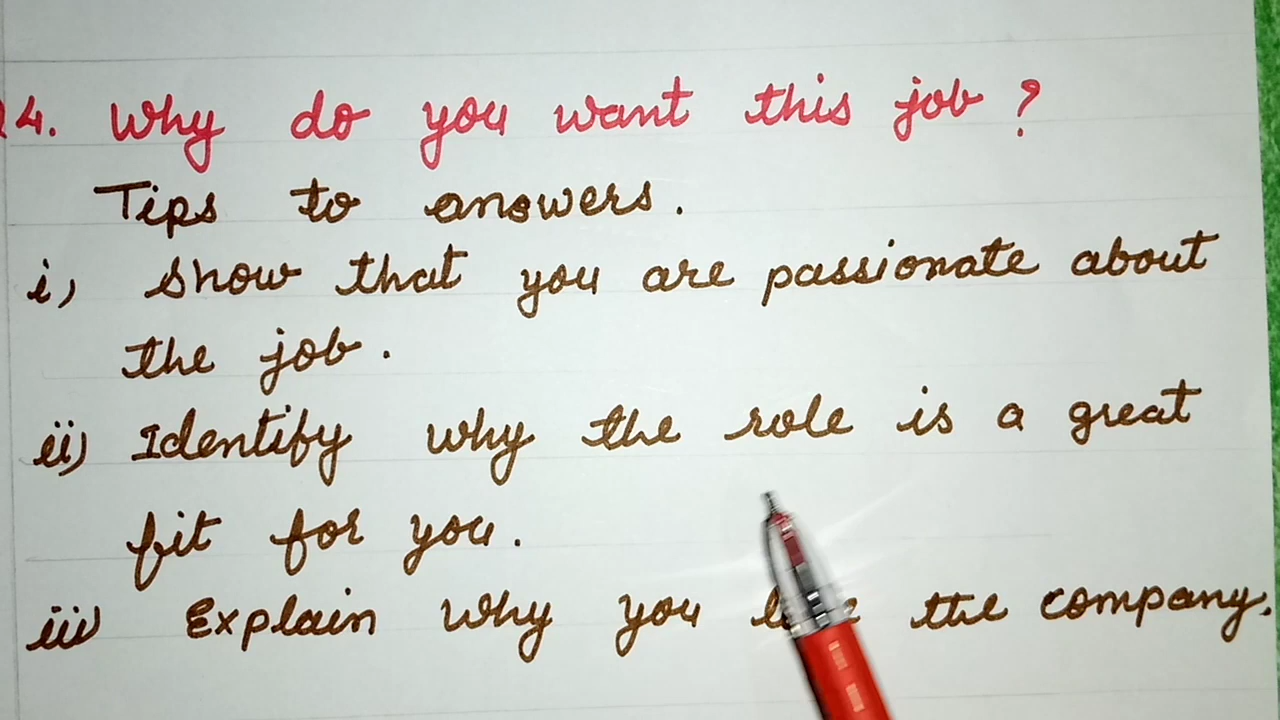 4. Why do you want this job ?
Tips to answers.
i) Show that you are passionate about
the job.
ii) Identify why the role is a great
fit for you.
iii) Explain why you the company.